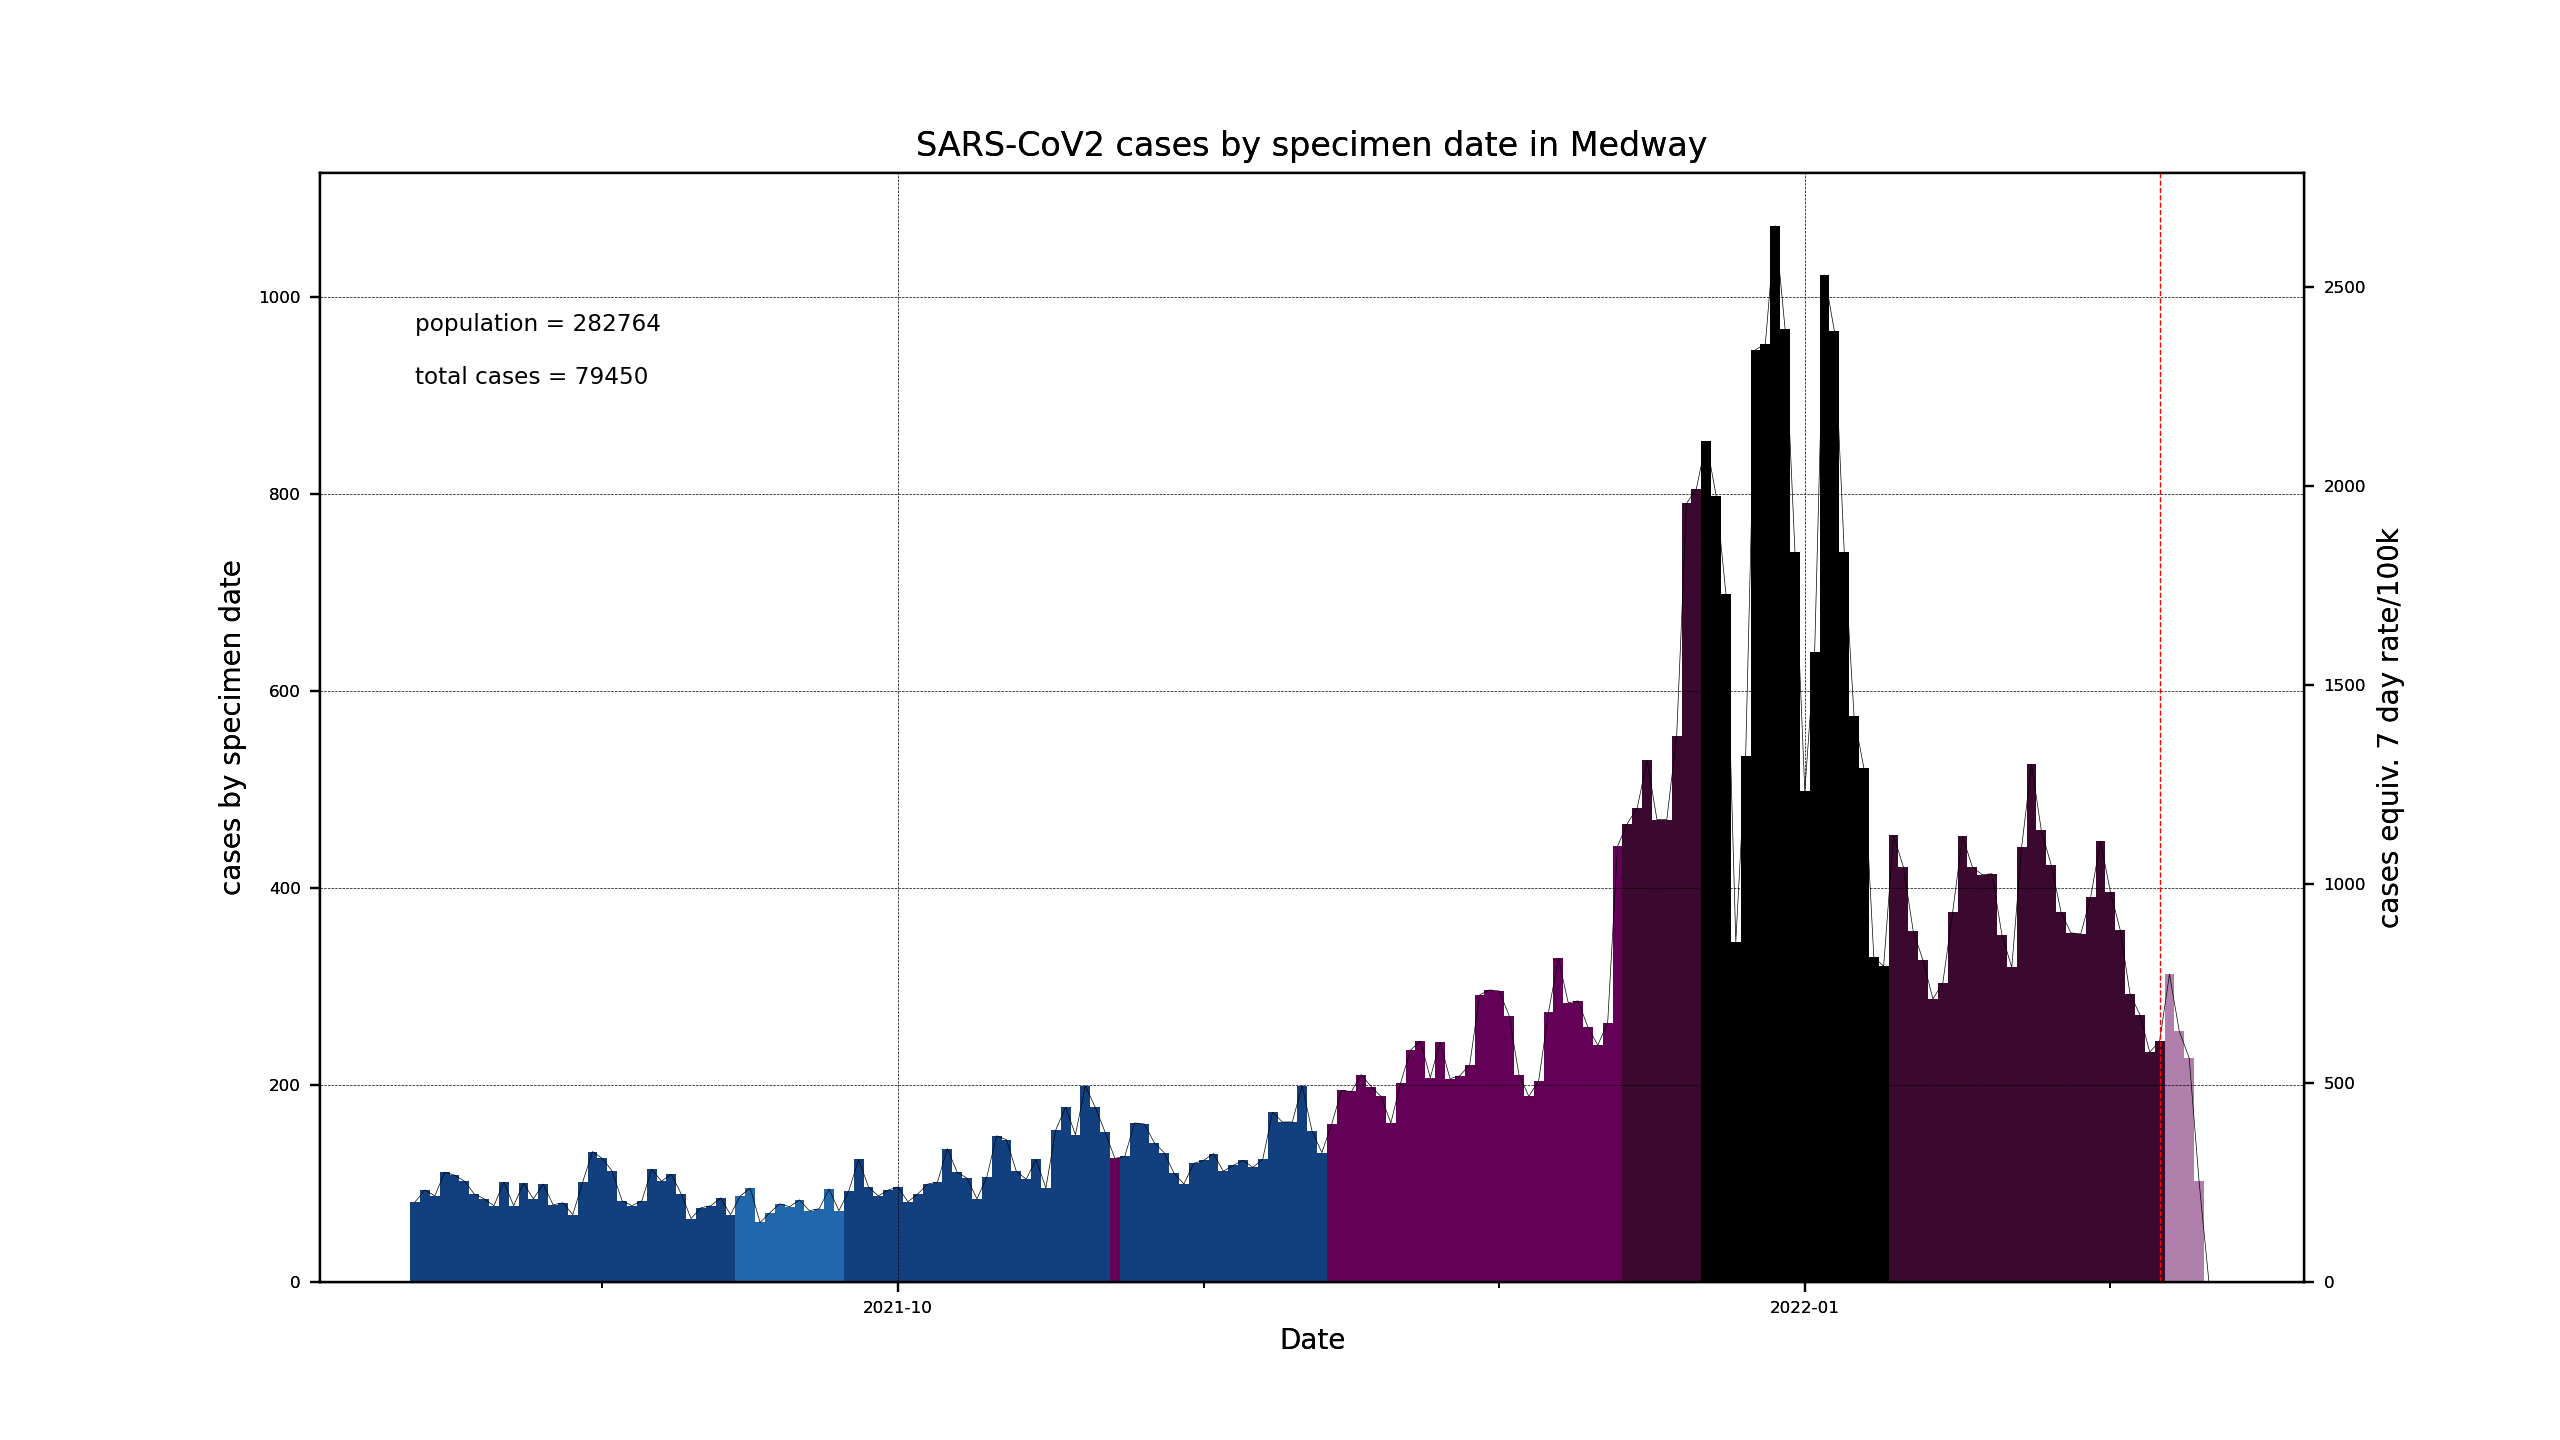 SARS-CoV2 cases by specimen date in Medway
population = 282764
total cases = 79450
cases by specimen date
1000
800
600
400
200
0
2500
2000
1500
1000
500
0
cases equiv. 7 day rate/100k
2021-10
2022-01
Date